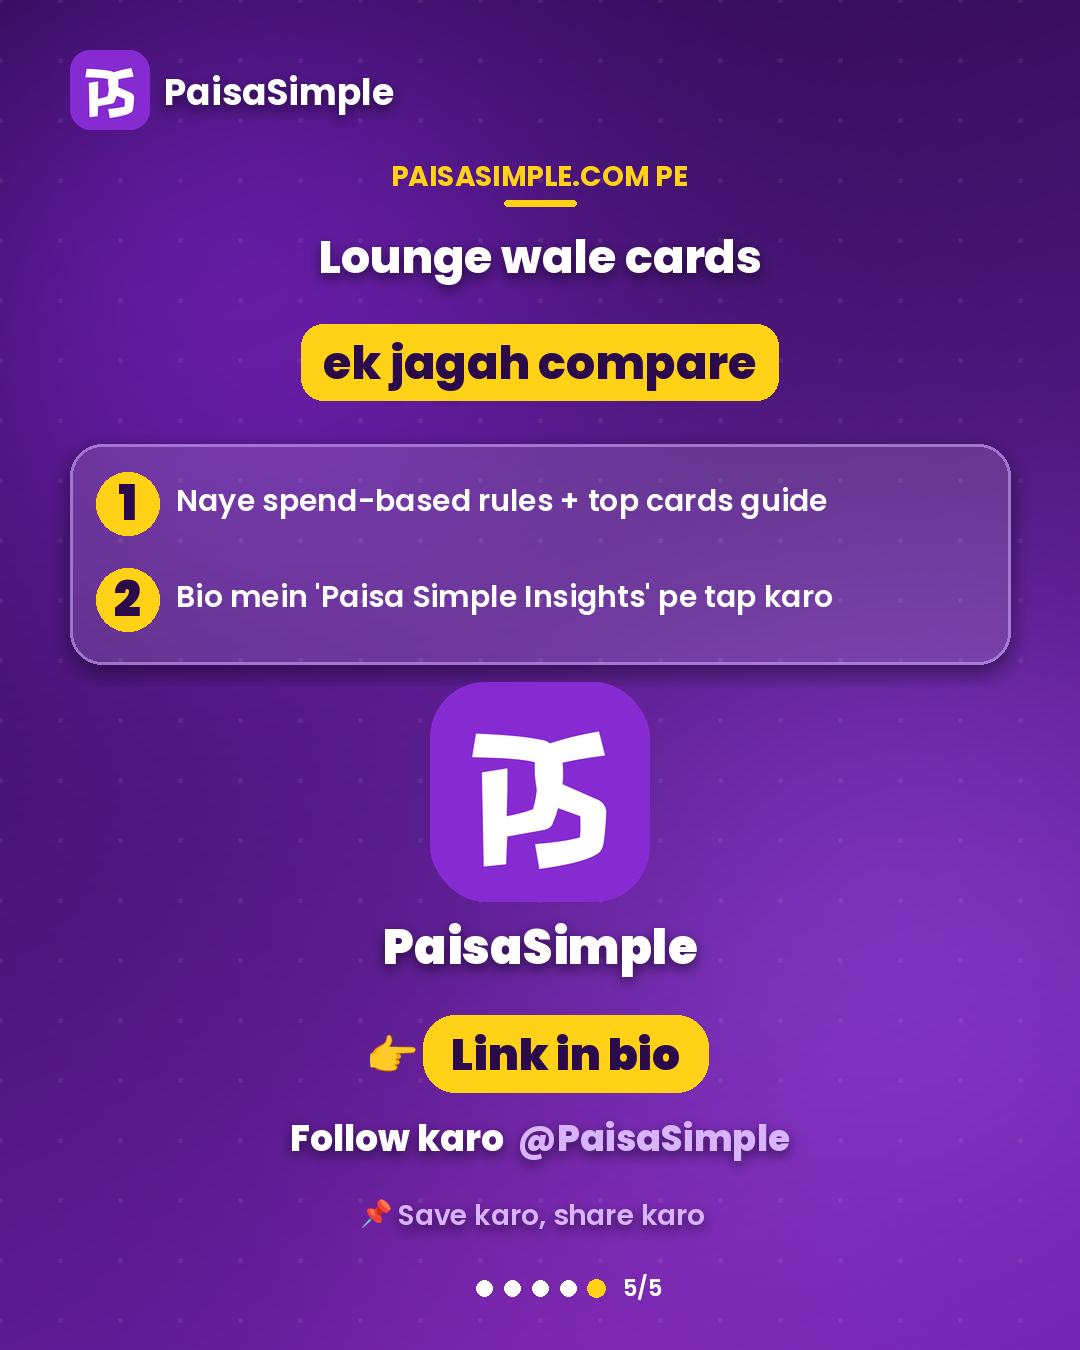 PS PaisaSimple
PAISASIMPLE.COM PE
Lounge wale cards
ek jagah compare
1 Naye spend-based rules + top cards guide
2 Bio mein 'Paisa Simple Insights' pe tap karo
PS
PaisaSimple
👉 Link in bio
Follow karo @PaisaSimple
📌 Save karo, share karo
5/5